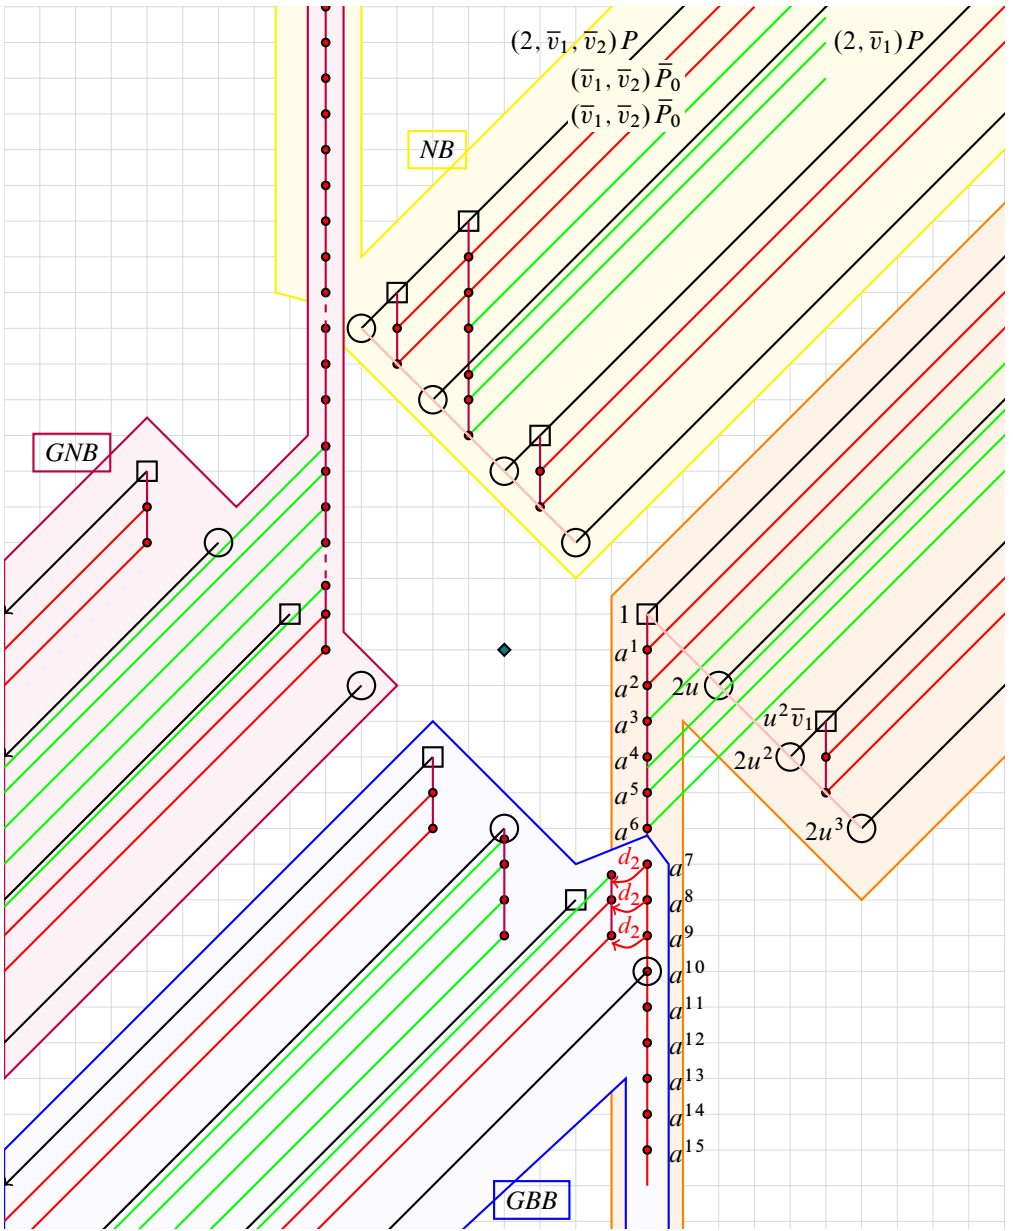 (2, v̅₁, v̅₂)P
(2, v̅₁)P
(v̅₁, v̅₂)P̅₀
(v̅₁, v̅₂)P̅₀
NB
GNB
1
a¹
a²
2u
a³
u²v̅₁
a⁴
2u²
a⁵
a⁶
2u³
d₂
a⁷
d₂
a⁸
d₂
a⁹
a¹⁰
a¹¹
a¹²
a¹³
a¹⁴
a¹⁵
GBB